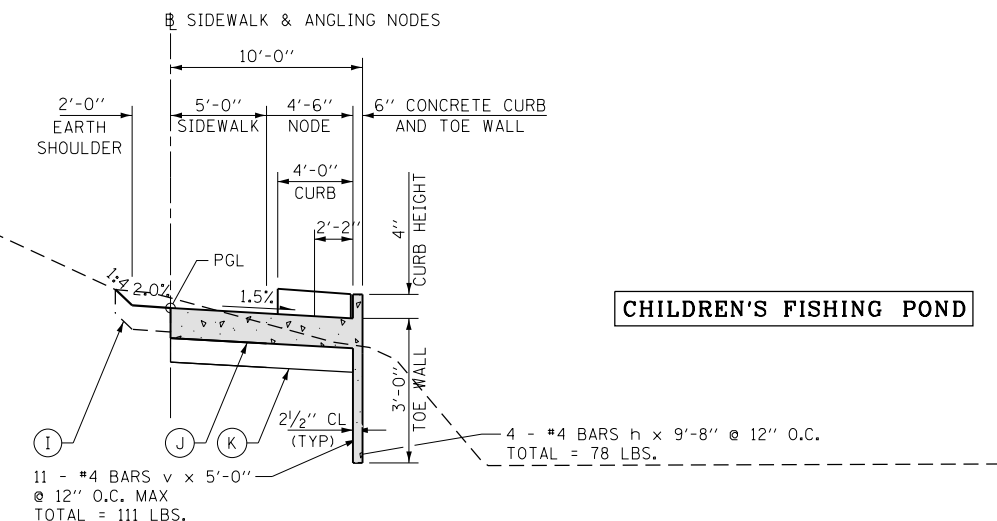 ℄ SIDEWALK & ANGLING NODES
10'-0"
2'-0"
EARTH
SHOULDER
5'-0"
SIDEWALK
4'-6"
NODE
6" CONCRETE CURB
AND TOE WALL
4'-0"
CURB
2'-2"
4"
CURB HEIGHT
PGL
1:4
2.0%
1.5%
CHILDREN'S FISHING POND
3'-0"
TOE WALL
2½" CL
(TYP)
I
J
K
4 - #4 BARS h x 9'-8" @ 12" O.C.
TOTAL = 78 LBS.
11 - #4 BARS v x 5'-0"
@ 12" O.C. MAX
TOTAL = 111 LBS.